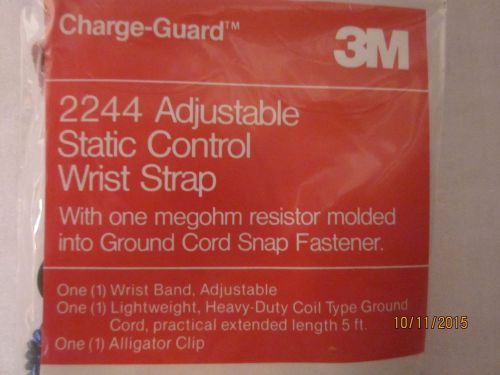 Charge-Guard™
3M
2244 Adjustable
Static Control
Wrist Strap
With one megohm resistor molded
into Ground Cord Snap Fastener.
One (1) Wrist Band, Adjustable
One (1) Lightweight, Heavy-Duty Coil Type Ground
Cord, practical extended length 5 ft.
One (1) Alligator Clip
10/11/2015